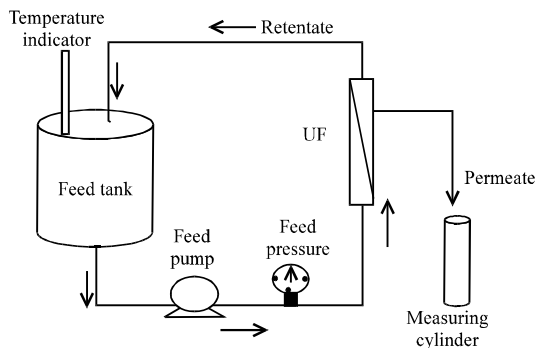 Temperature
indicator
Retentate
UF
Feed tank
Permeate
Feed
pump
Feed
pressure
Measuring
cylinder